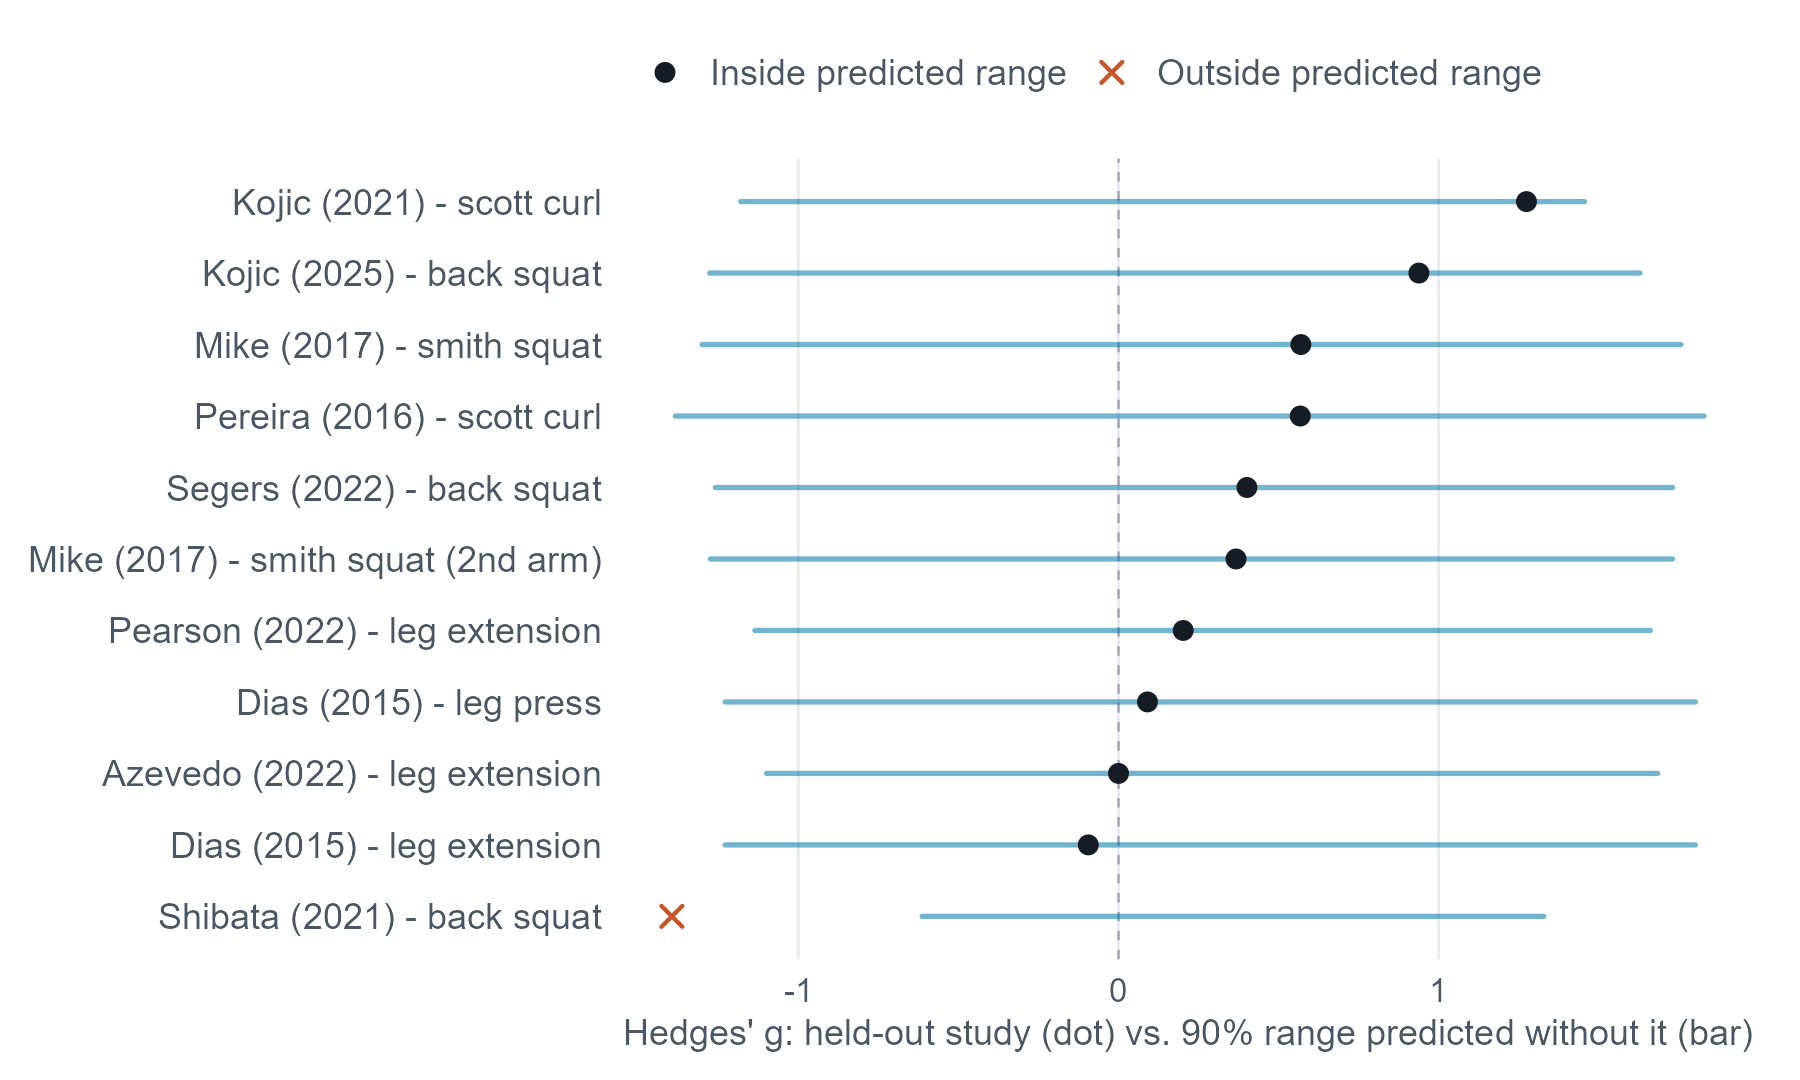 Inside predicted range
Outside predicted range
Kojic (2021) - scott curl
Kojic (2025) - back squat
Mike (2017) - smith squat
Pereira (2016) - scott curl
Segers (2022) - back squat
Mike (2017) - smith squat (2nd arm)
Pearson (2022) - leg extension
Dias (2015) - leg press
Azevedo (2022) - leg extension
Dias (2015) - leg extension
Shibata (2021) - back squat
-1 0 1
Hedges' g: held-out study (dot) vs. 90% range predicted without it (bar)